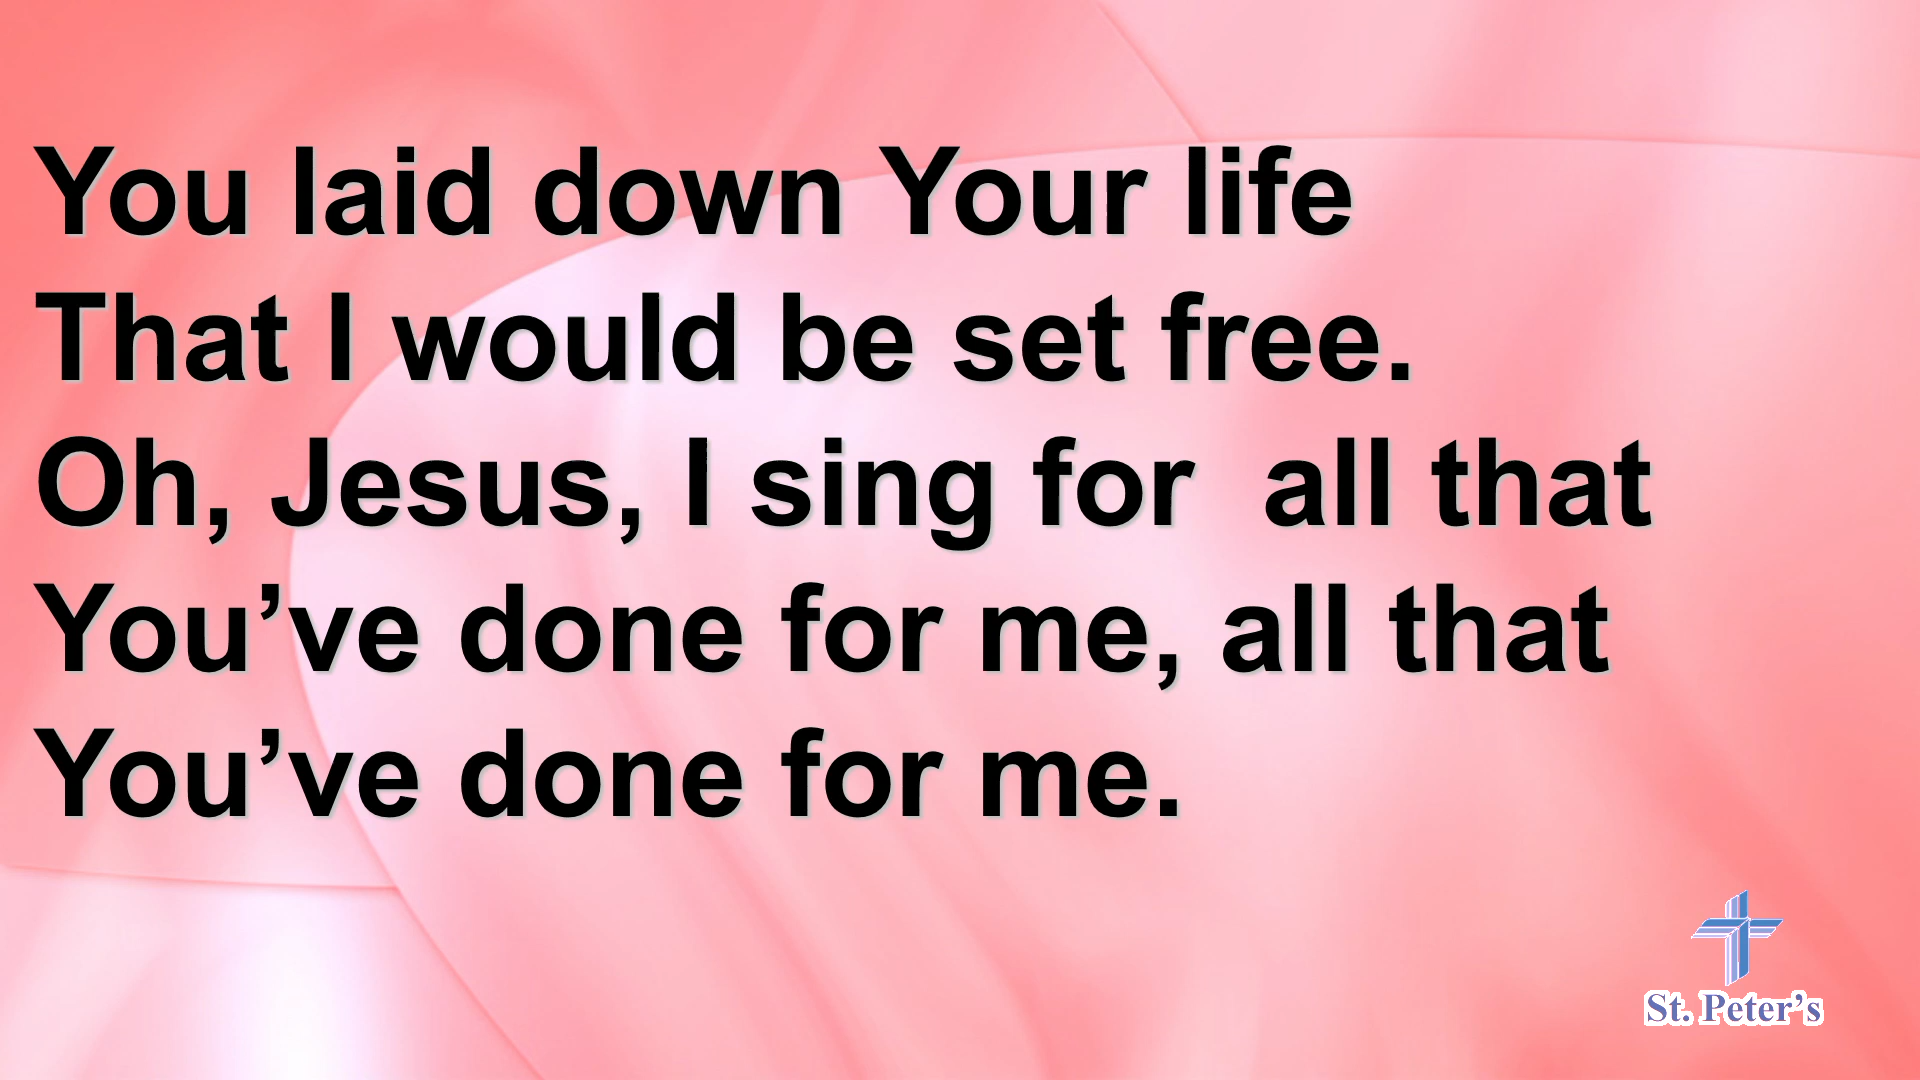 You laid down Your life
That I would be set free.
Oh, Jesus, I sing for  all that
You’ve done for me, all that
You’ve done for me.
St. Peter’s